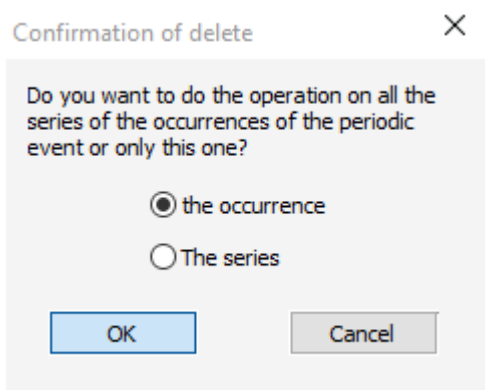 Confirmation of delete
Do you want to do the operation on all the
series of the occurrences of the periodic
event or only this one?
the occurrence
The series
OK
Cancel